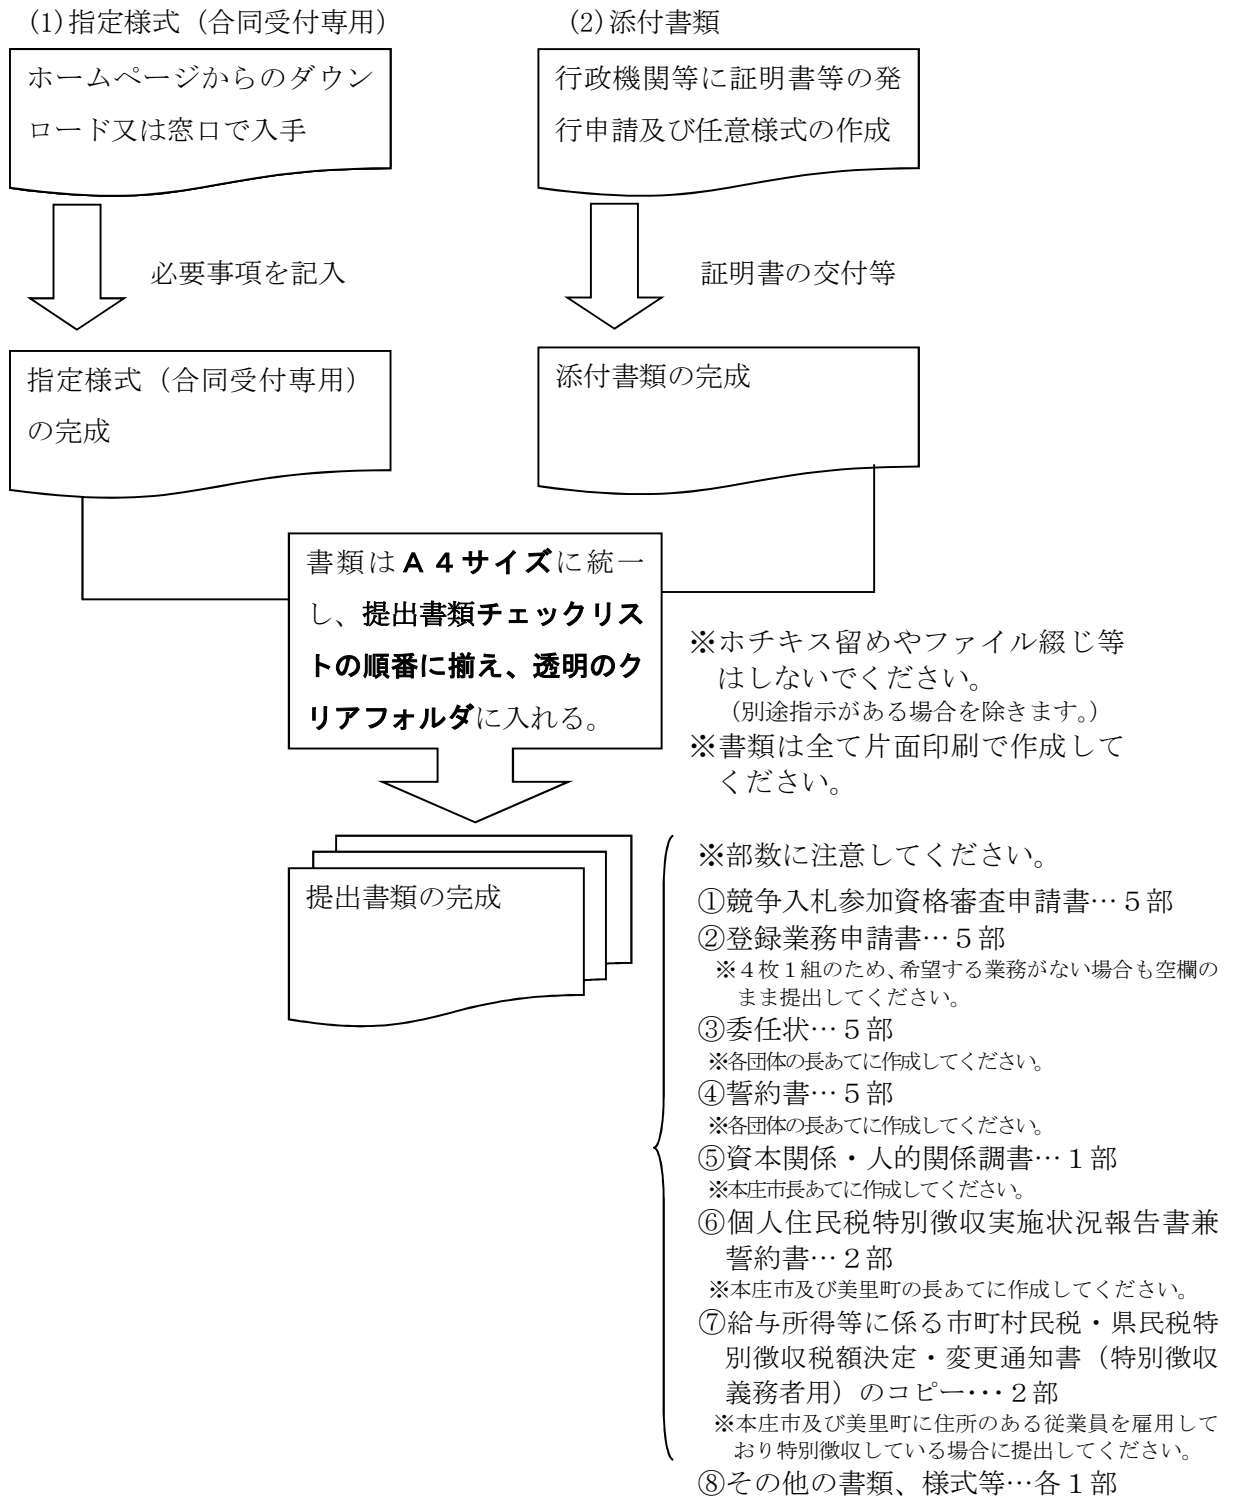 (1)指定様式（合同受付専用）
ホームページからのダウン
ロード又は窓口で入手
必要事項を記入
指定様式（合同受付専用）
の完成
(2)添付書類
行政機関等に証明書等の発
行申請及び任意様式の作成
証明書の交付等
添付書類の完成
書類はＡ４サイズに統一
し、提出書類チェックリス
トの順番に揃え、透明のク
リアフォルダに入れる。
※ホチキス留めやファイル綴じ等
はしないでください。
（別途指示がある場合を除きます。）
※書類は全て片面印刷で作成して
ください。
提出書類の完成
※部数に注意してください。
①競争入札参加資格審査申請書…５部
②登録業務申請書…５部
※４枚１組のため、希望する業務がない場合も空欄の
まま提出してください。
③委任状…５部
※各団体の長あてに作成してください。
④誓約書…５部
※各団体の長あてに作成してください。
⑤資本関係・人的関係調書…１部
※本庄市長あてに作成してください。
⑥個人住民税特別徴収実施状況報告書兼
誓約書…２部
※本庄市及び美里町の長あてに作成してください。
⑦給与所得等に係る市町村民税・県民税特
別徴収税額決定・変更通知書（特別徴収
義務者用）のコピー･･･２部
※本庄市及び美里町に住所のある従業員を雇用して
おり特別徴収している場合に提出してください。
⑧その他の書類、様式等…各１部